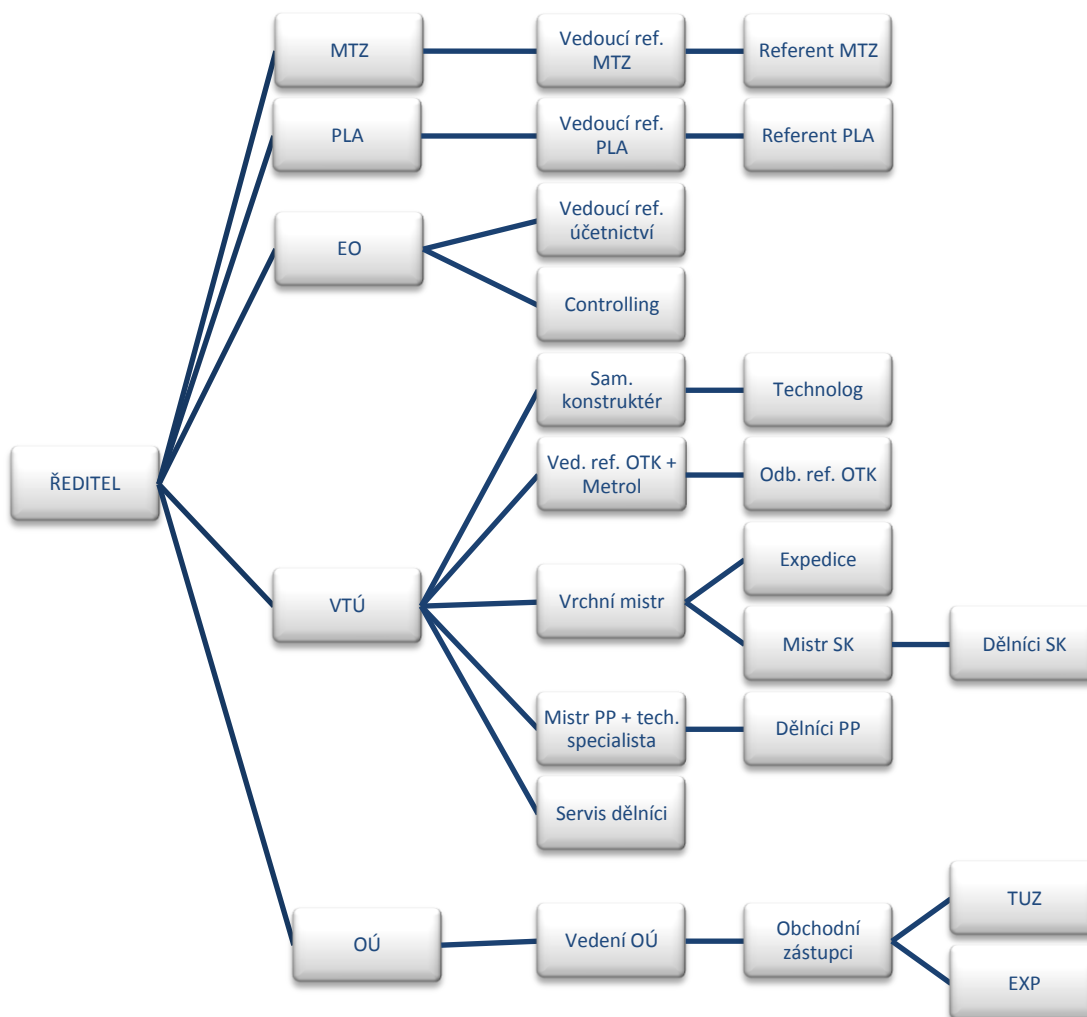 MTZ
Vedoucí ref.
MTZ
Referent MTZ
PLA
Vedoucí ref.
PLA
Referent PLA
EO
Vedoucí ref.
účetnictví
Controlling
ŘEDITEL
VTÚ
Sam.
konstruktér
Technolog
Ved. ref. OTK +
Metrol
Odb. ref. OTK
Vrchní mistr
Expedice
Mistr SK
Dělníci SK
Mistr PP + tech.
specialista
Dělníci PP
Servis dělníci
OÚ
Vedení OÚ
Obchodní
zástupci
TUZ
EXP